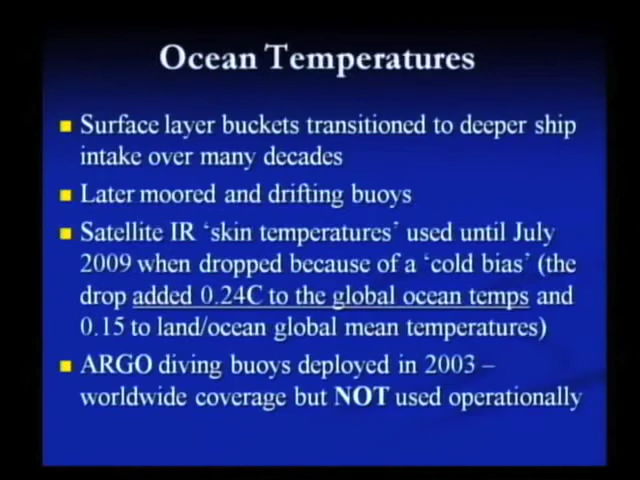 Ocean Temperatures
Surface layer buckets transitioned to deeper ship
intake over many decades
Later moored and drifting buoys
Satellite IR ‘skin temperatures’ used until July
2009 when dropped because of a ‘cold bias’ (the
drop added 0.24C to the global ocean temps and
0.15 to land/ocean global mean temperatures)
ARGO diving buoys deployed in 2003 –
worldwide coverage but NOT used operationally